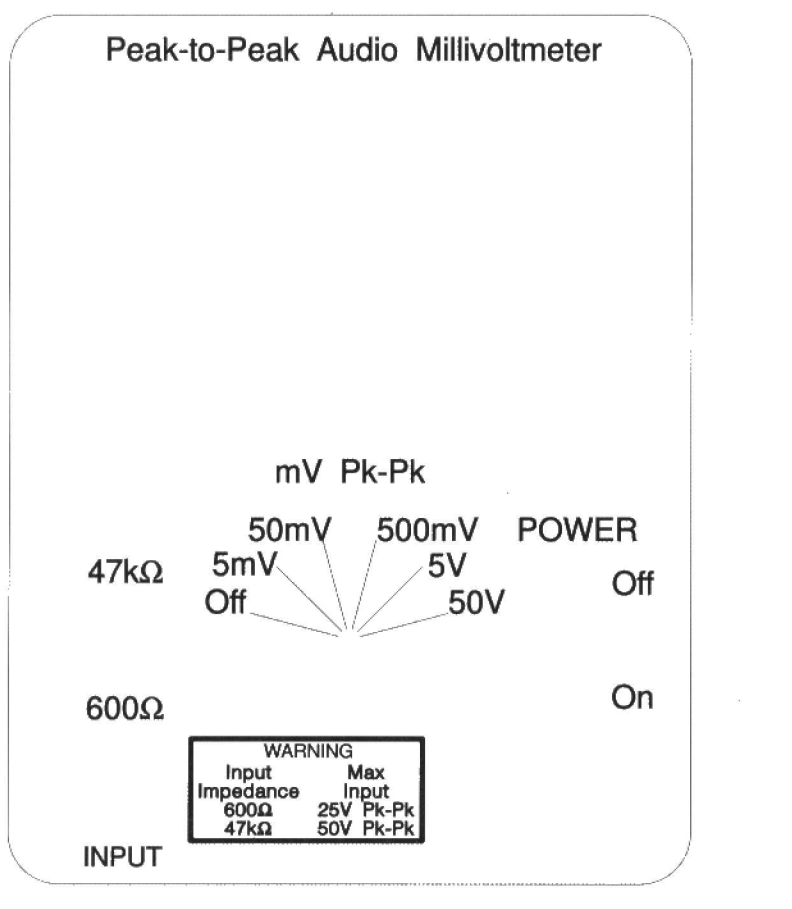 Peak-to-Peak Audio Millivoltmeter
mV Pk-Pk
50mV 500mV POWER
47kΩ 5mV 5V Off
Off 50V
600Ω On
WARNING
Input Max
Impedance Input
600Ω 25V Pk-Pk
47kΩ 50V Pk-Pk
INPUT